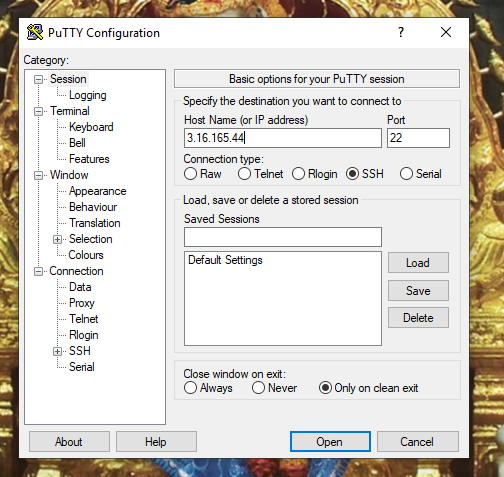 PuTTY Configuration
? ×
Category:
Session
Logging
Terminal
Keyboard
Bell
Features
Window
Appearance
Behaviour
Translation
Selection
Colours
Connection
Data
Proxy
Telnet
Rlogin
SSH
Serial
Basic options for your PuTTY session
Specify the destination you want to connect to
Host Name (or IP address) Port
3.16.165.44 22
Connection type:
Raw Telnet Rlogin SSH Serial
Load, save or delete a stored session
Saved Sessions
Default Settings
Load
Save
Delete
Close window on exit:
Always Never Only on clean exit
About Help Open Cancel